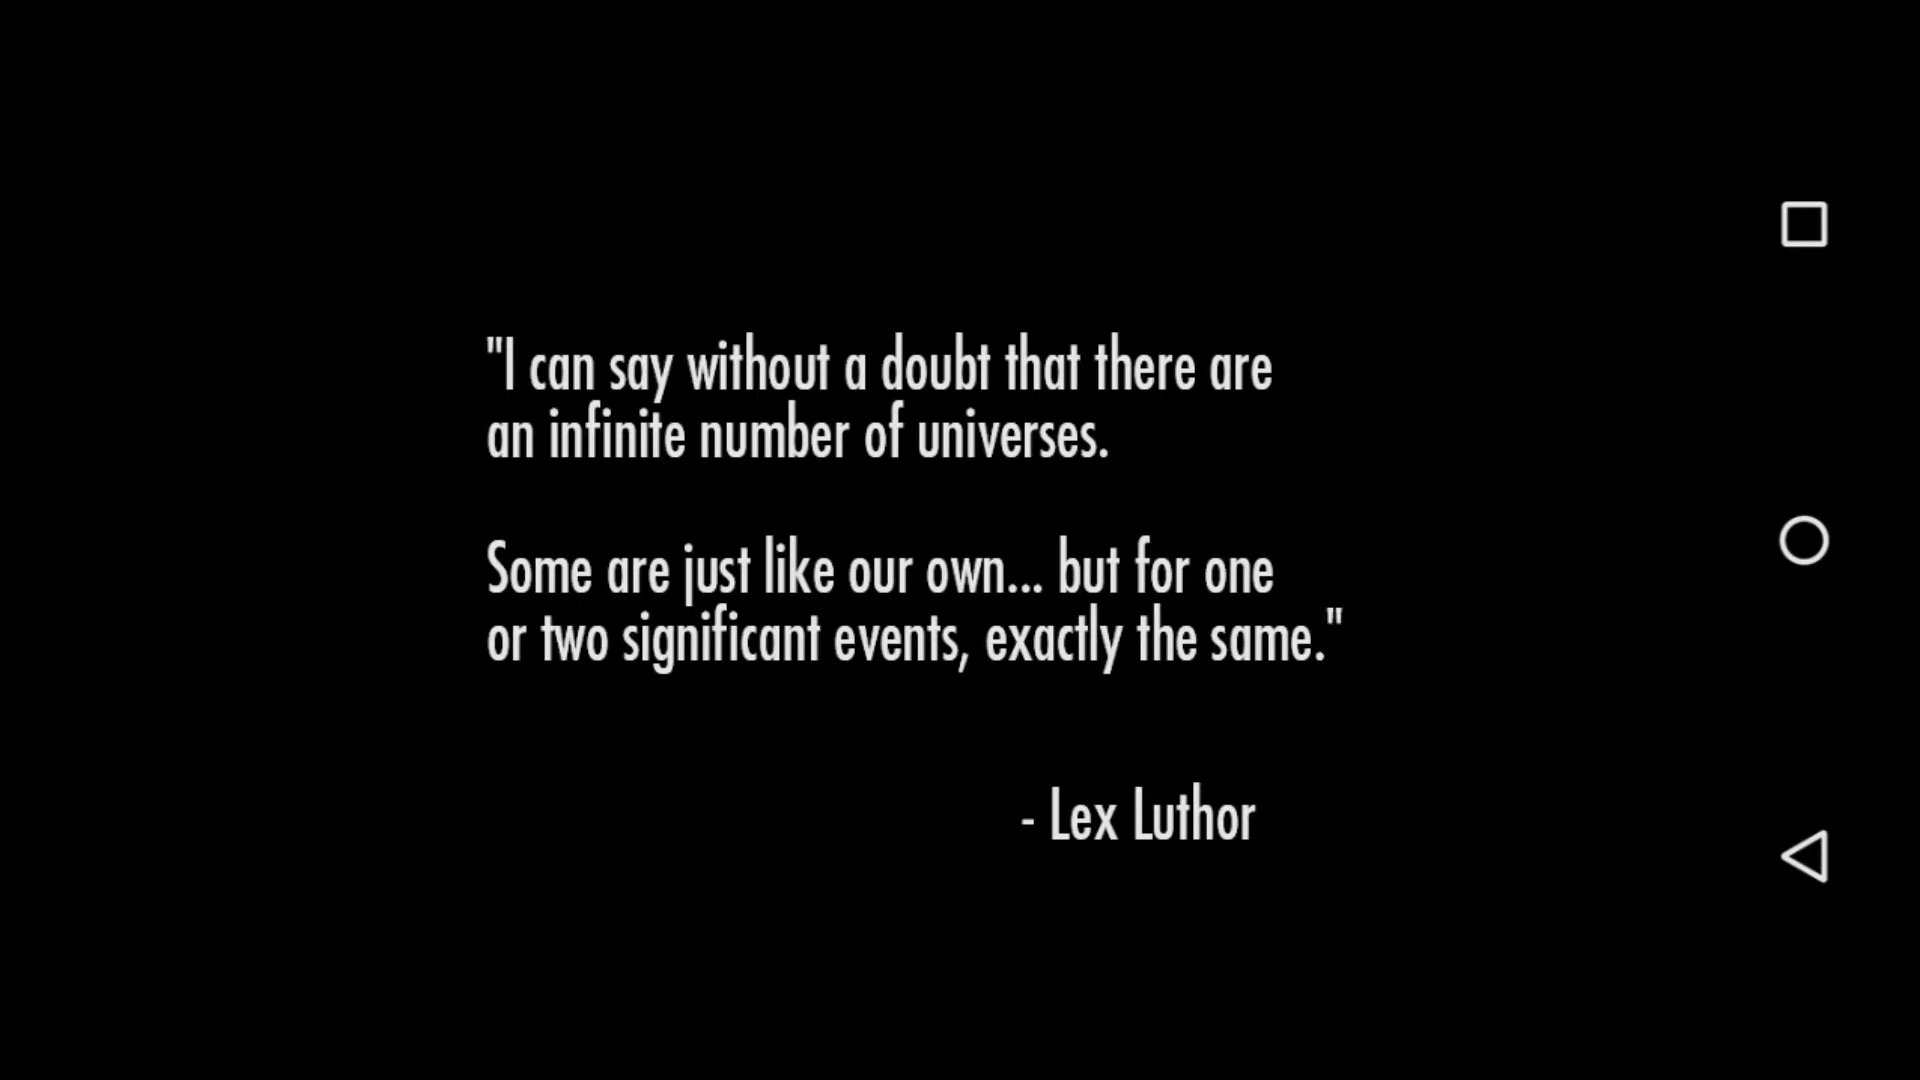 "I can say without a doubt that there are
an infinite number of universes.
Some are just like our own... but for one
or two significant events, exactly the same."
- Lex Luthor